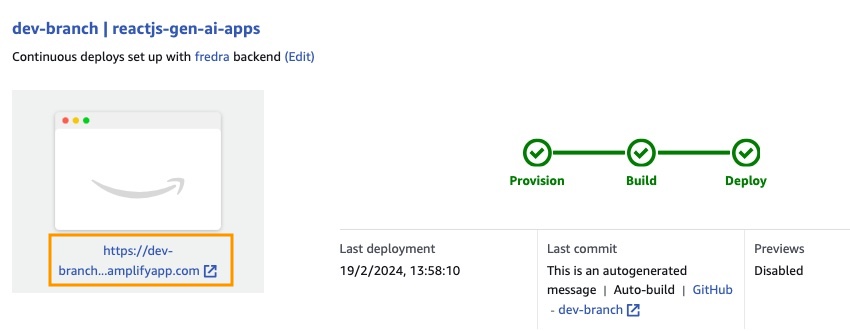 dev-branch | reactjs-gen-ai-apps
Continuous deploys set up with fredra backend (Edit)
https://dev-
branch...amplifyapp.com
Provision
Build
Deploy
Last deployment
19/2/2024, 13:58:10
Last commit
This is an autogenerated
message | Auto-build | GitHub
- dev-branch
Previews
Disabled